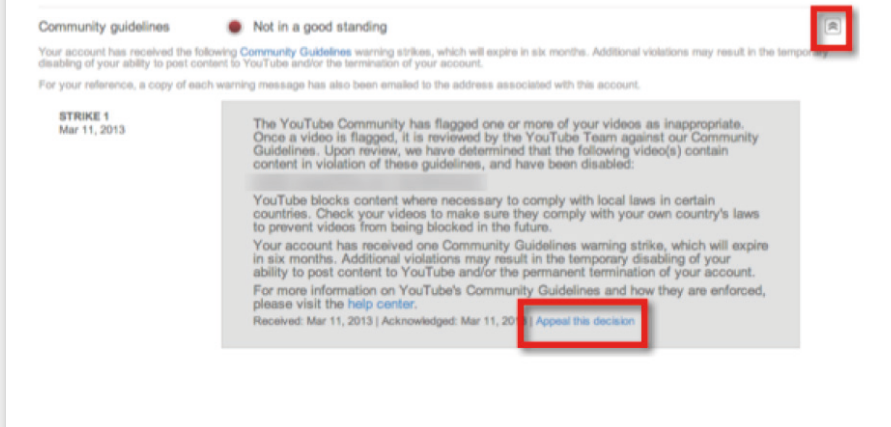 Community guidelines
Not in a good standing
Your account has received the following Community Guidelines warning strikes, which will expire in six months. Additional violations may result in the temporary
disabling of your ability to post content to YouTube and/or the termination of your account.
For your reference, a copy of each warning message has also been emailed to the address associated with this account.
STRIKE 1
Mar 11, 2013
The YouTube Community has flagged one or more of your videos as inappropriate.
Once a video is flagged, it is reviewed by the YouTube Team against our Community
Guidelines. Upon review, we have determined that the following video(s) contain
content in violation of these guidelines, and have been disabled:
YouTube blocks content where necessary to comply with local laws in certain
countries. Check your videos to make sure they comply with your own country's laws
to prevent videos from being blocked in the future.
Your account has received one Community Guidelines warning strike, which will expire
in six months. Additional violations may result in the temporary disabling of your
ability to post content to YouTube and/or the permanent termination of your account.
For more information on YouTube's Community Guidelines and how they are enforced,
please visit the help center.
Received: Mar 11, 2013 | Acknowledged: Mar 11, 2013 | Appeal this decision